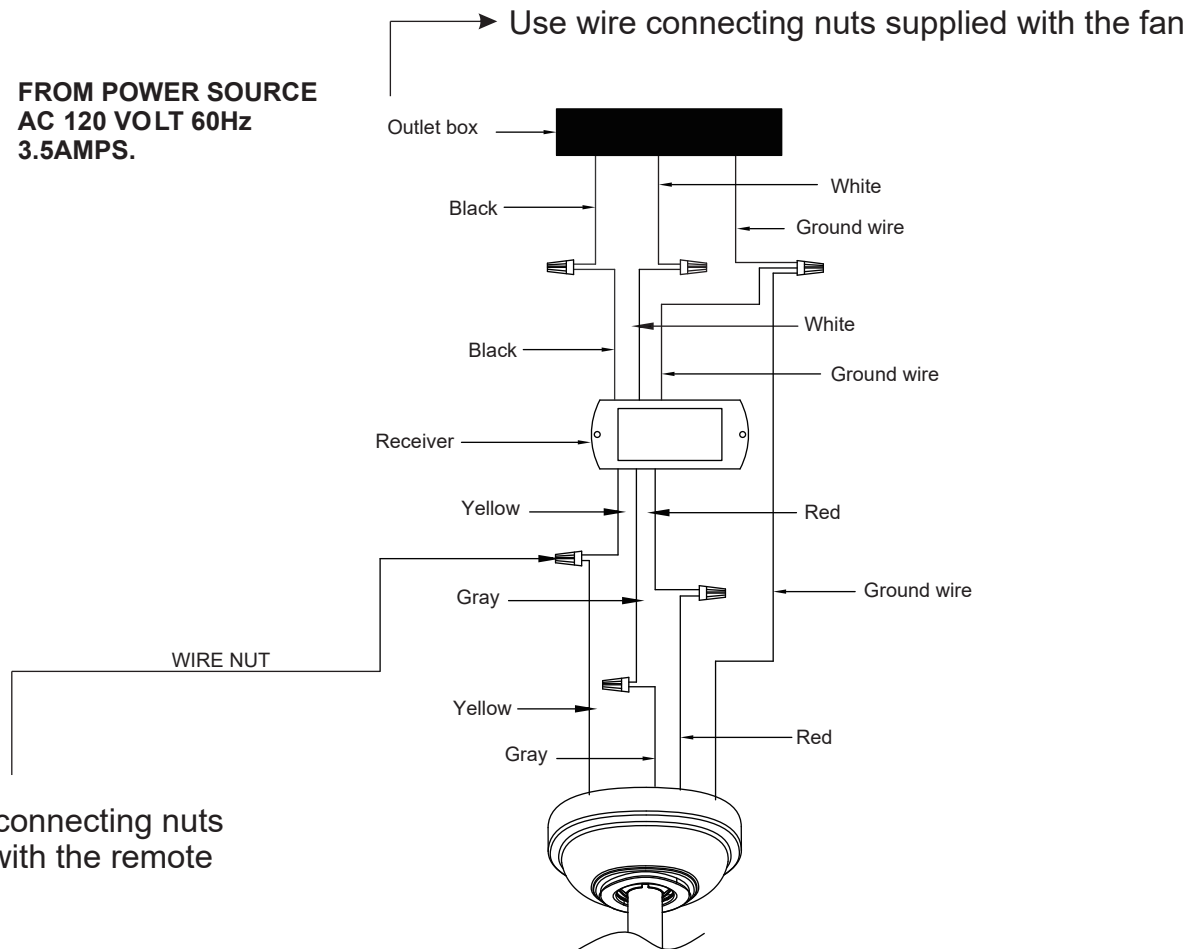 Use wire connecting nuts supplied with the fan
FROM POWER SOURCE
AC 120 VOLT 60Hz
3.5AMPS.
Outlet box
White
Black
Ground wire
White
Black
Ground wire
Receiver
Yellow
Red
Gray
Ground wire
WIRE NUT
Yellow
Red
Gray
connecting nuts
with the remote